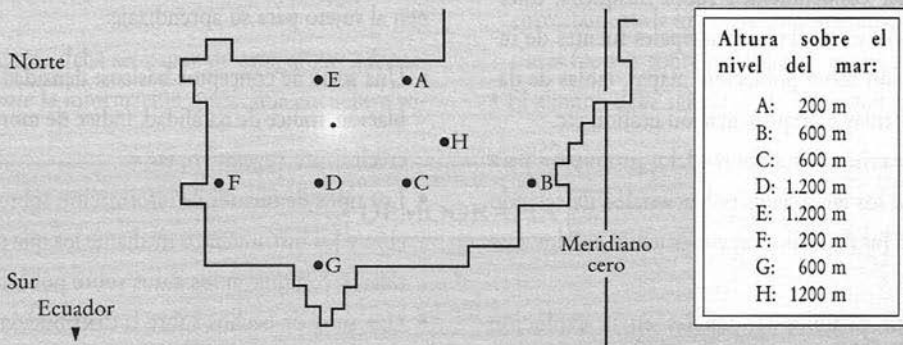 Norte
E
A
H
F
D
C
B
G
Meridiano
cero
Sur
Ecuador
Altura sobre el
nivel del mar:
A: 200 m
B: 600 m
C: 600 m
D: 1.200 m
E: 1.200 m
F: 200 m
G: 600 m
H: 1200 m